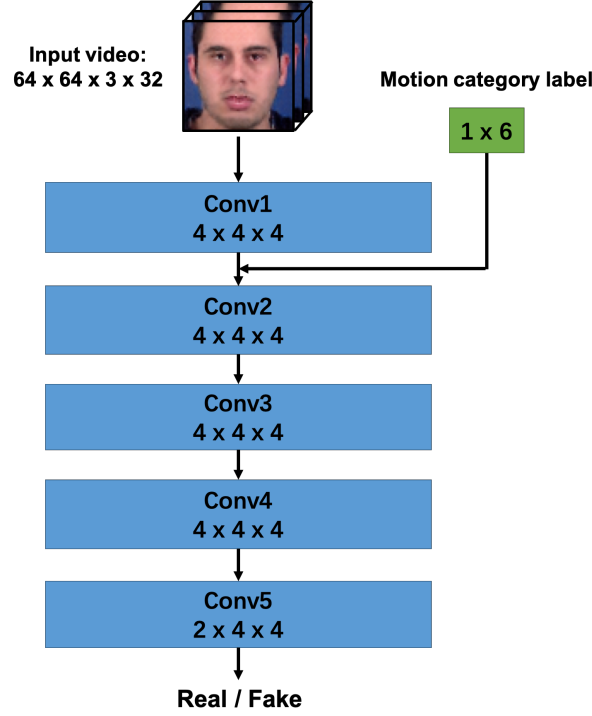 Input video:
64 x 64 x 3 x 32
Motion category label
1 x 6
Conv1
4 x 4 x 4
Conv2
4 x 4 x 4
Conv3
4 x 4 x 4
Conv4
4 x 4 x 4
Conv5
2 x 4 x 4
Real / Fake